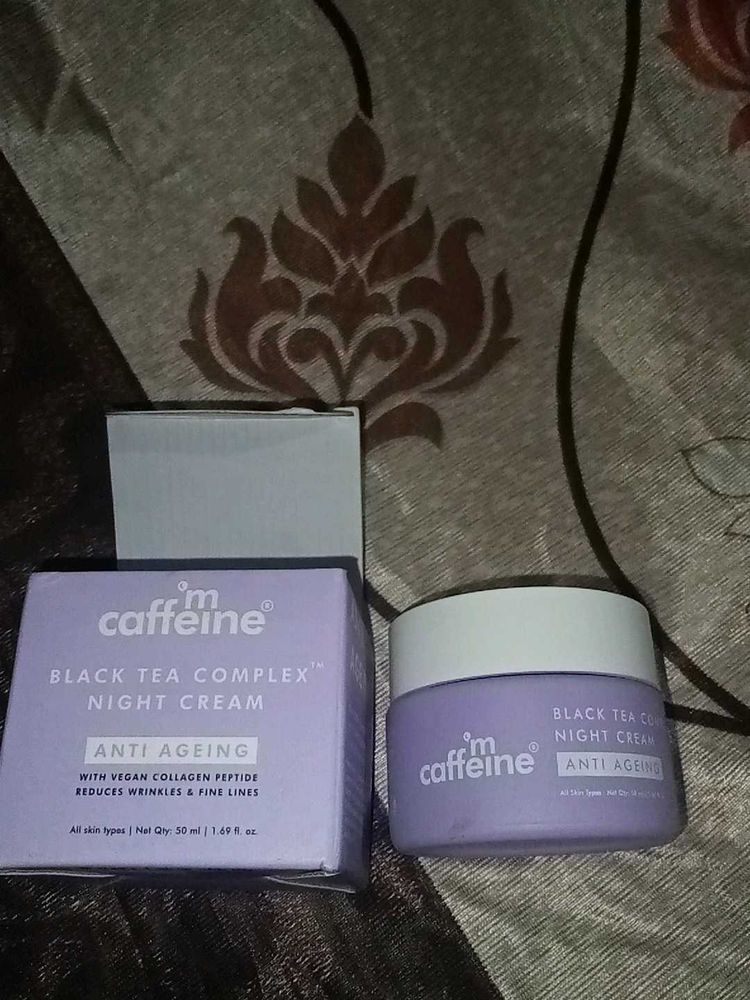 'm
caffeine®
BLACK TEA COMPLEX™
NIGHT CREAM
ANTI AGEING
WITH VEGAN COLLAGEN PEPTIDE
REDUCES WRINKLES & FINE LINES
All skin types | Net Qty: 50 ml | 1.69 fl. oz.
'm
caffeine®
BLACK TEA
NIGHT CREAM
ANTI AGEING
All Skin Types